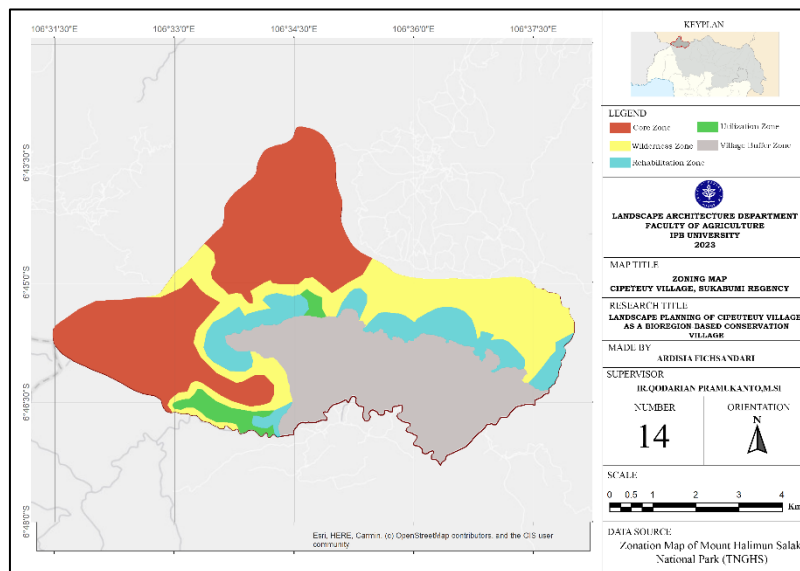 106°31'30"E 106°33'0"E 106°34'30"E 106°36'0"E 106°37'30"E
6°43'30"S
6°45'0"S
6°46'30"S
6°48'0"S
Esri, HERE, Garmin, (c) OpenStreetMap contributors, and the GIS user
community
KEYPLAN
LEGEND
Core Zone
Utilization Zone
Wilderness Zone
Village Buffer Zone
Rehabilitation Zone
LANDSCAPE ARCHITECTURE DEPARTMENT
FACULTY OF AGRICULTURE
IPB UNIVERSITY
2023
MAP TITLE
ZONING MAP
CIPETEUY VILLAGE, SUKABUMI REGENCY
RESEARCH TITLE
LANDSCAPE PLANNING OF CIPEUTEUY VILLAGE
AS A BIOREGION BASED CONSERVATION
VILLAGE
MADE BY
ARDISIA FICHSANDARI
SUPERVISOR
IR.QODARIAN PRAMUKANTO,M.SI
NUMBER
14
ORIENTATION
N
SCALE
0 0.5 1 2 3 4
Km
DATA SOURCE
Zonation Map of Mount Halimun Salak
National Park (TNGHS)